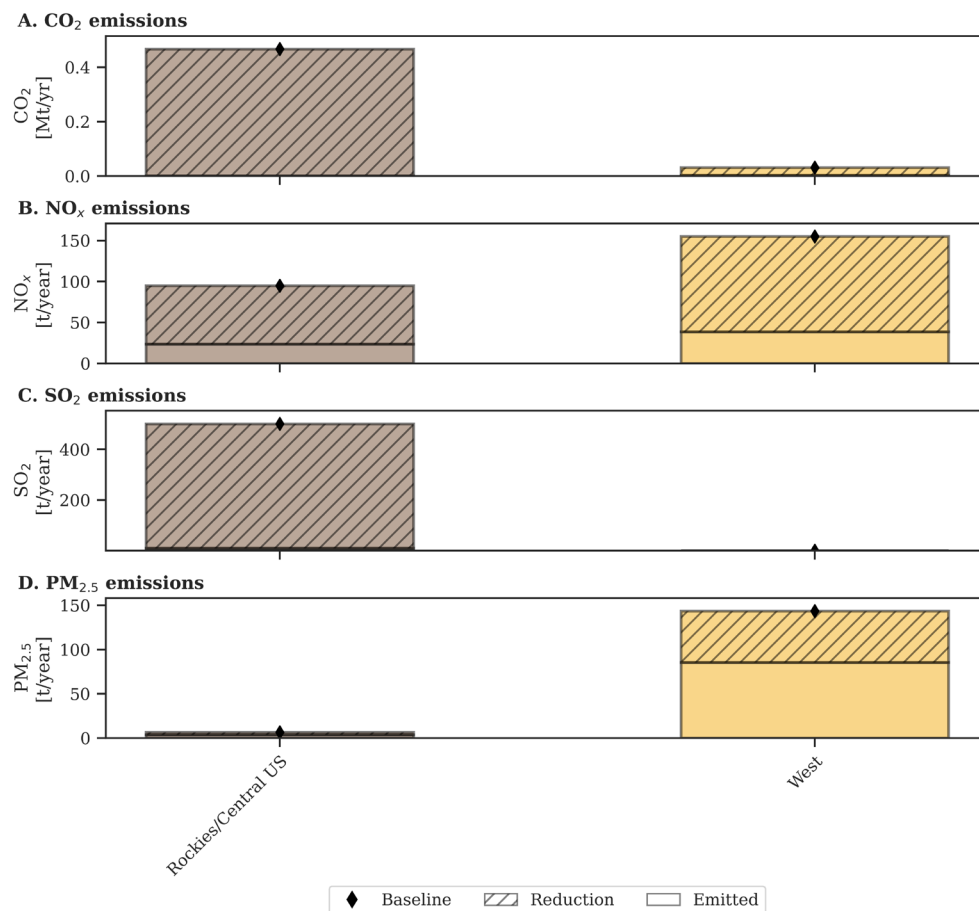 A. CO₂ emissions
CO₂
[Mt/yr]
0.4
0.2
0.0
B. NOₓ emissions
NOₓ
[t/year]
150
100
50
0
C. SO₂ emissions
SO₂
[t/year]
400
200
D. PM₂.₅ emissions
PM₂.₅
[t/year]
150
100
50
0
Rockies/Central US
West
Baseline
Reduction
Emitted